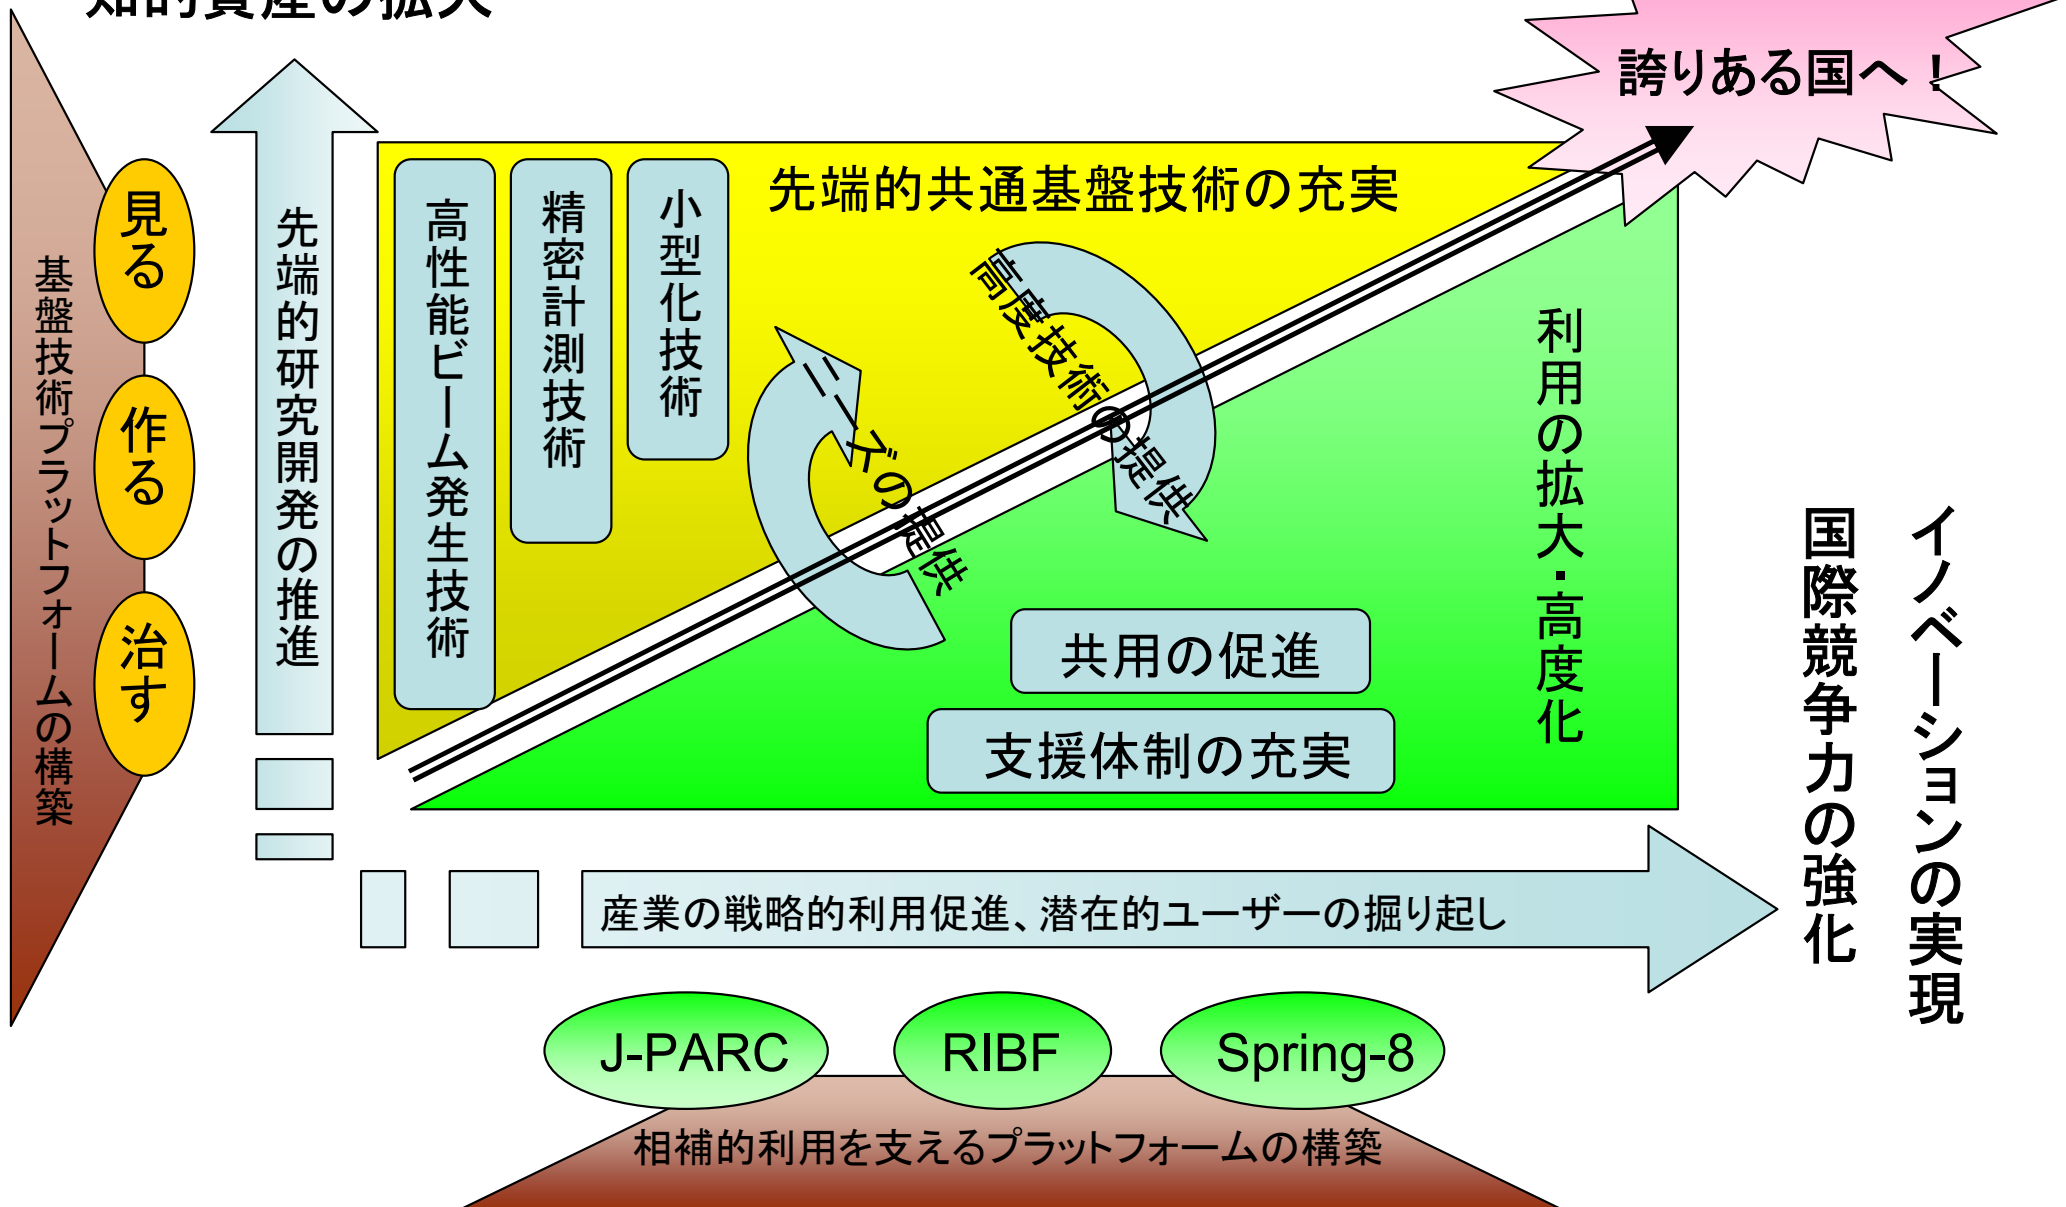 知的資産の拡大
誇りある国へ！
見る
作る
治す
基盤技術プラットフォームの構築
先端的研究開発の推進
高性能ビーム発生技術
精密計測技術
小型化技術
先端的共通基盤技術の充実
高度技術の提供
ニーズの提供
利用の拡大・高度化
共用の促進
支援体制の充実
イノベーションの実現
国際競争力の強化
産業の戦略的利用促進、潜在的ユーザーの掘り起し
J-PARC
RIBF
Spring-8
相補的利用を支えるプラットフォームの構築